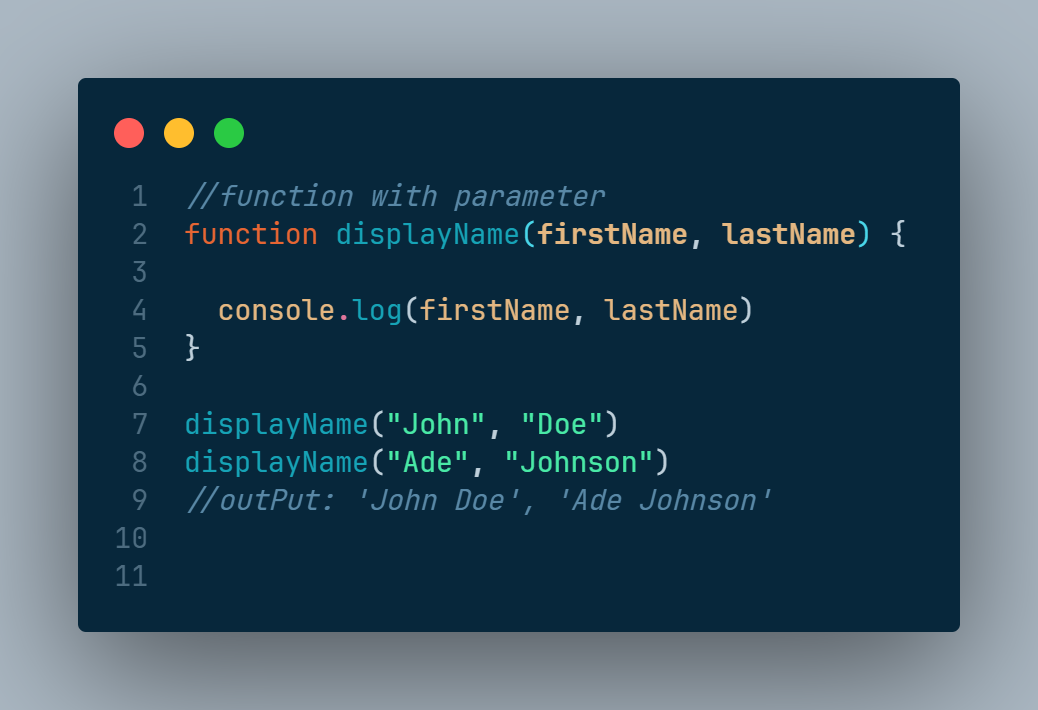 1 //function with parameter
2 function displayName(firstName, lastName) {
3
4 console.log(firstName, lastName)
5 }
6
7 displayName("John", "Doe")
8 displayName("Ade", "Johnson")
9 //outPut: 'John Doe', 'Ade Johnson'
10
11